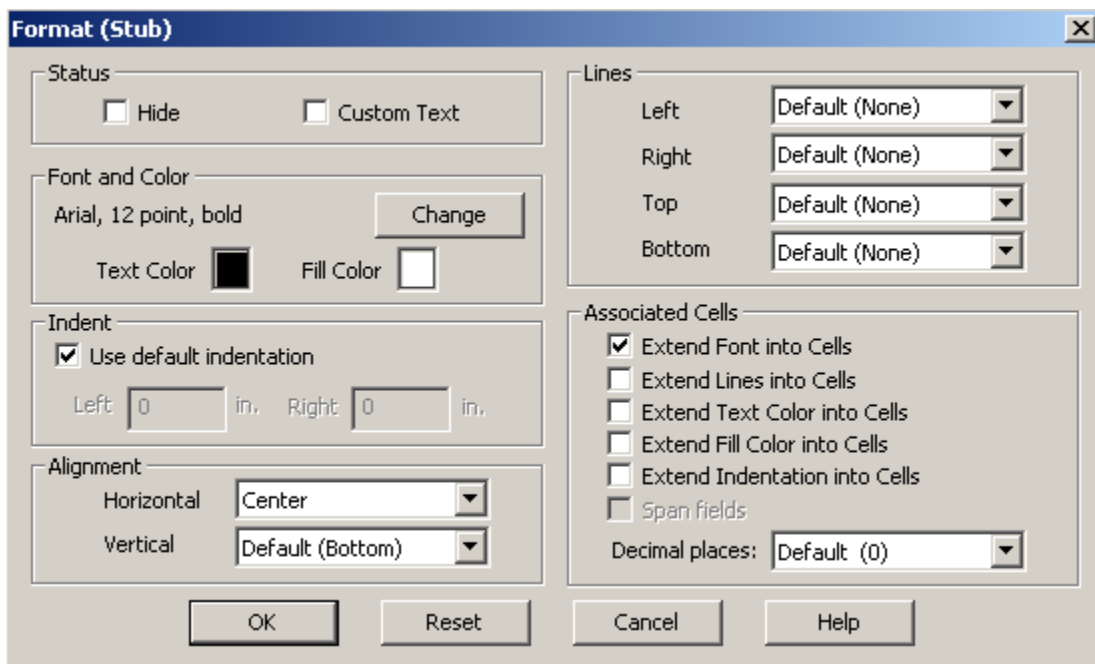 Format (Stub)
Status
Hide Custom Text
Font and Color
Arial, 12 point, bold Change
Text Color Fill Color
Indent
Use default indentation
Left 0 in. Right 0 in.
Alignment
Horizontal Center
Vertical Default (Bottom)
Lines
Left Default (None)
Right Default (None)
Top Default (None)
Bottom Default (None)
Associated Cells
Extend Font into Cells
Extend Lines into Cells
Extend Text Color into Cells
Extend Fill Color into Cells
Extend Indentation into Cells
Span fields
Decimal places: Default (0)
OK Reset Cancel Help